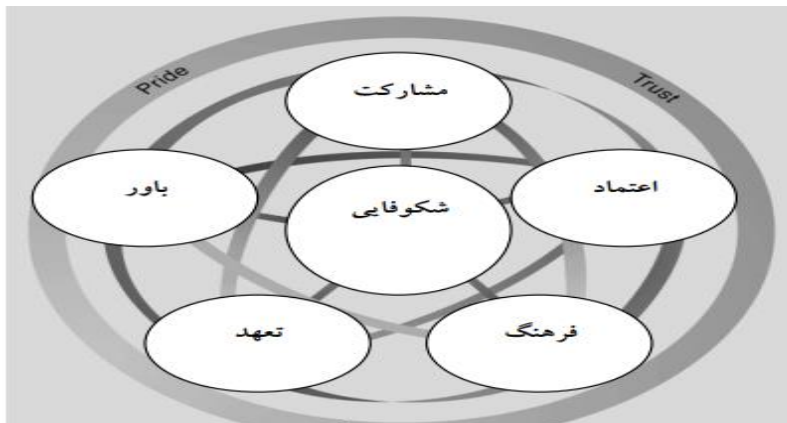 Pride
Trust
مشارکت
باور
اعتماد
شکوفایی
تعهد
فرهنگ